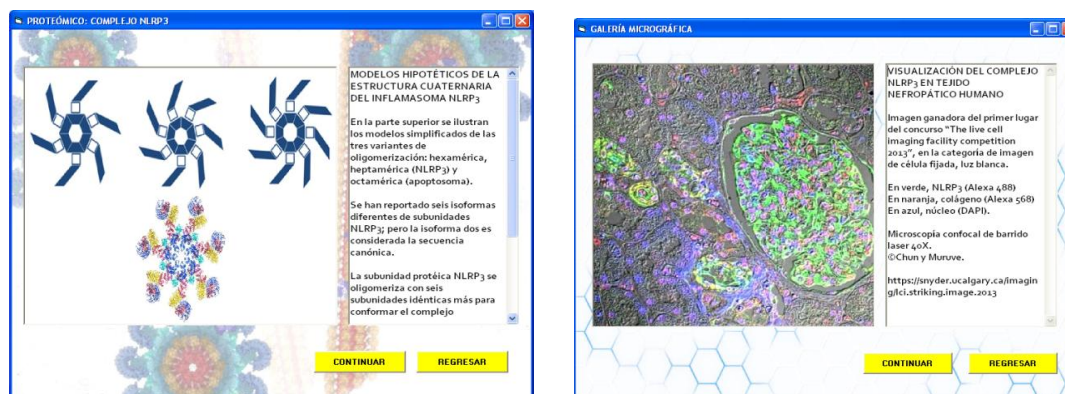 PROTEÓMICO: COMPLEJO NLRP3
MODELOS HIPOTÉTICOS DE LA
ESTRUCTURA CUATERNARIA
DEL INFLAMASOMA NLRP3
En la parte superior se ilustran
los modelos simplificados de las
tres variantes de
oligomerización: hexamérica,
heptamérica (NLRP3) y
octamérica (apoptosoma).
Se han reportado seis isoformas
diferentes de subunidades
NLRP3; pero la isoforma dos es
considerada la secuencia
canónica.
La subunidad protéica NLRP3 se
oligomeriza con seis
subunidades idénticas más para
conformar el complejo
CONTINUAR
REGRESAR
GALERÍA MICROGRÁFICA
VISUALIZACIÓN DEL COMPLEJO
NLRP3 EN TEJIDO
NEFROPÁTICO HUMANO
Imagen ganadora del primer lugar
del concurso "The live cell
imaging facility competition
2013", en la categoría de imagen
de célula fijada, luz blanca.
En verde, NLRP3 (Alexa 488)
En naranja, colágeno (Alexa 568)
En azul, núcleo (DAPI).
Microscopía confocal de barrido
laser 40X.
©Chun y Muruve.
https://snyder.ucalgary.ca/imagin
g/lci.striking.image.2013
CONTINUAR
REGRESAR